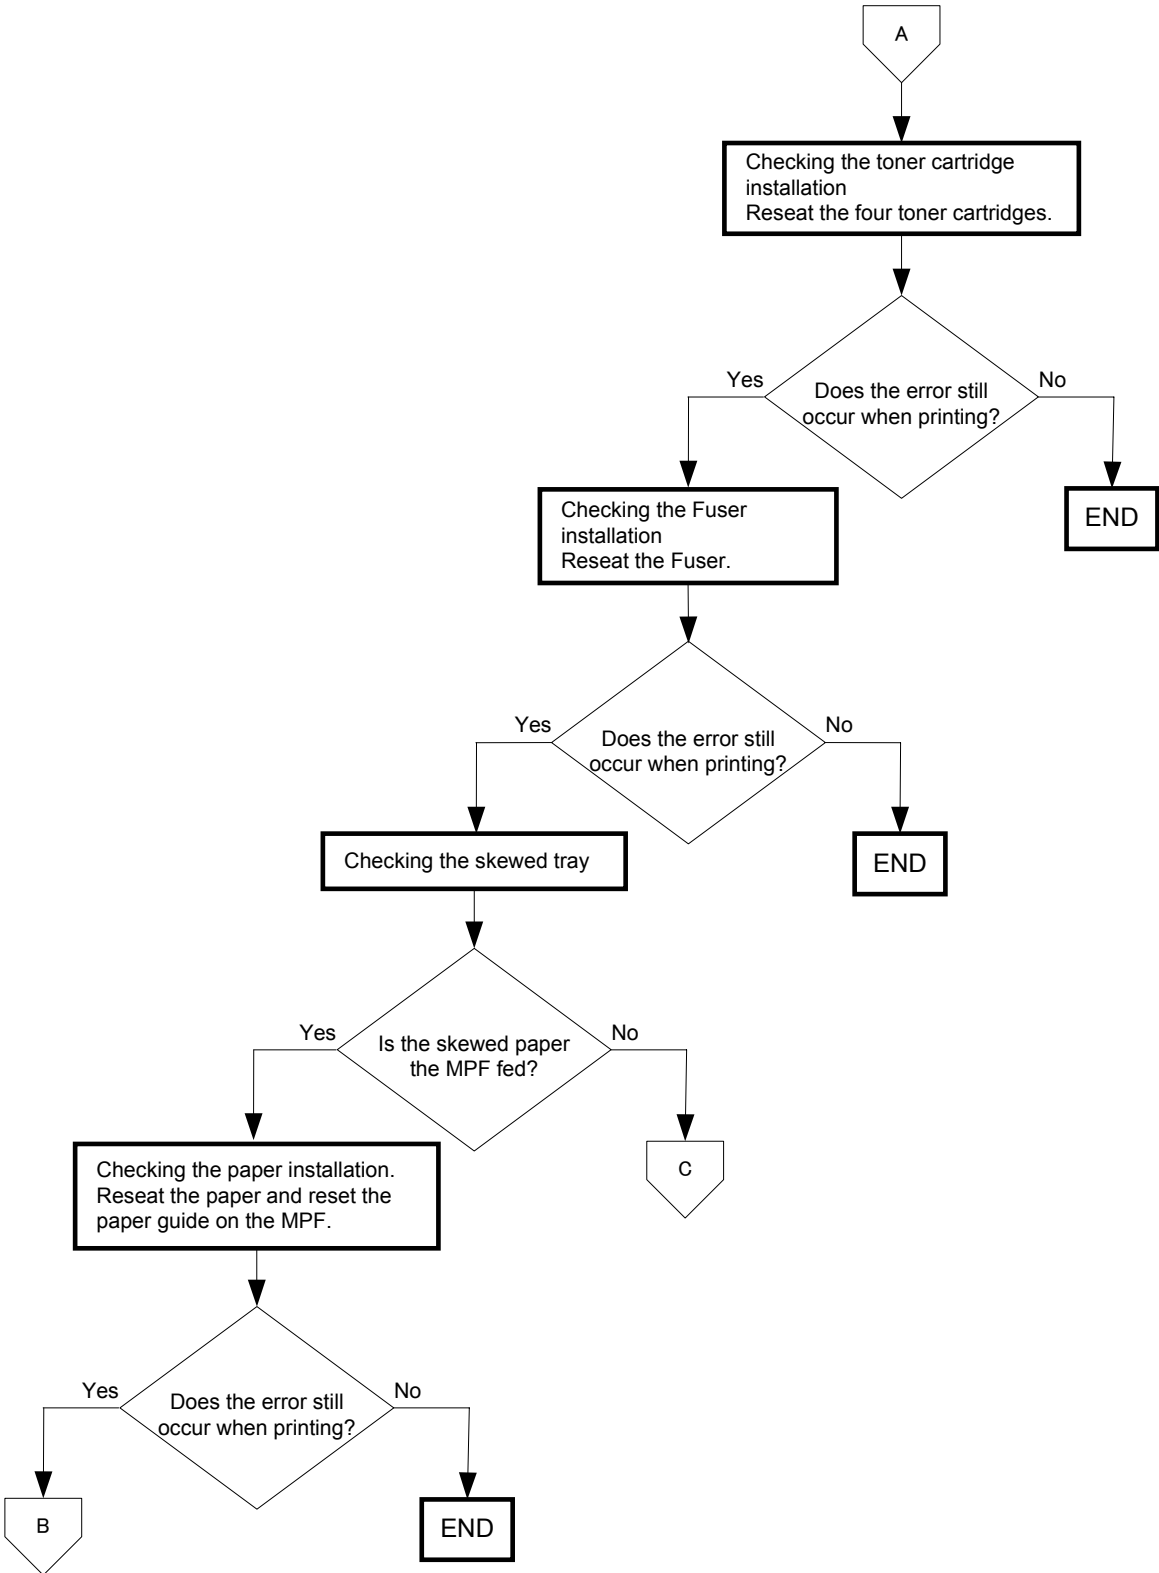 A
Checking the toner cartridge
installation
Reseat the four toner cartridges.
Yes
No
Does the error still
occur when printing?
END
Checking the Fuser
installation
Reseat the Fuser.
Yes
No
Does the error still
occur when printing?
END
Checking the skewed tray
Yes
No
Is the skewed paper
the MPF fed?
C
Checking the paper installation.
Reseat the paper and reset the
paper guide on the MPF.
Yes
No
Does the error still
occur when printing?
B
END